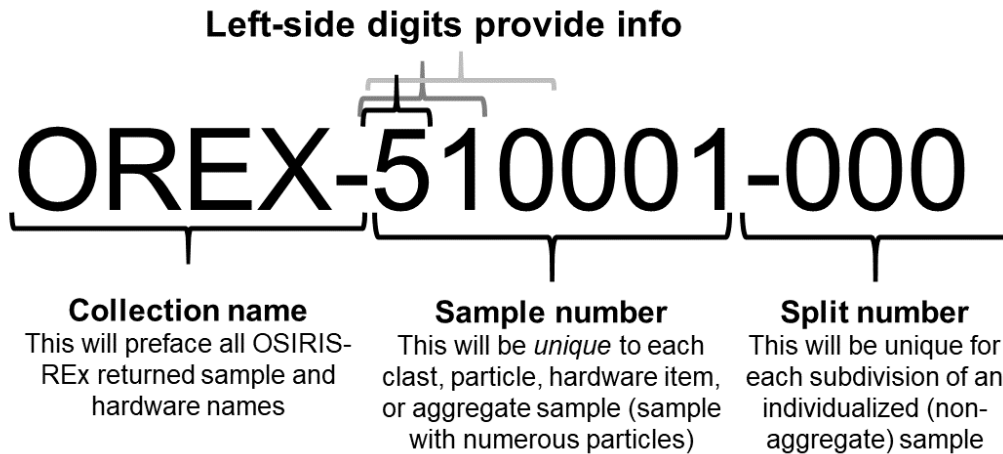 Left-side digits provide info
OREX-510001-000
Collection name
This will preface all OSIRIS-
REx returned sample and
hardware names
Sample number
This will be unique to each
clast, particle, hardware item,
or aggregate sample (sample
with numerous particles)
Split number
This will be unique for
each subdivision of an
individualized (non-
aggregate) sample